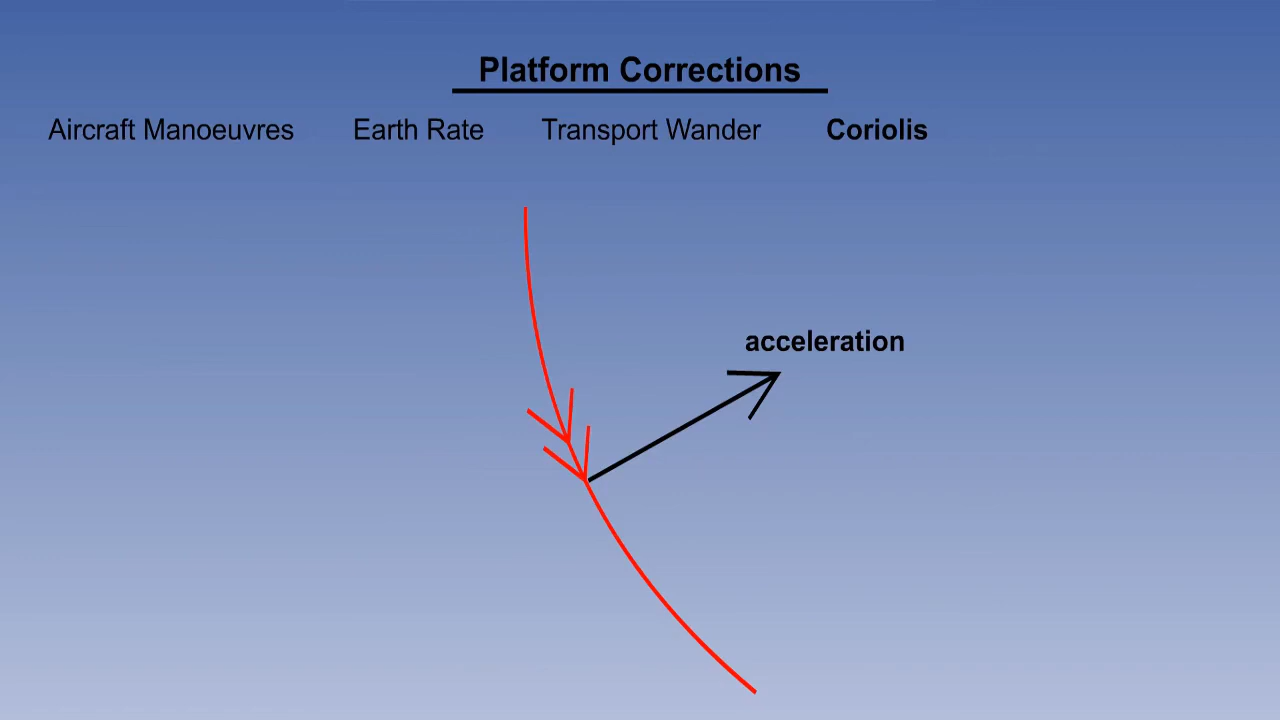 Platform Corrections
Aircraft Manoeuvres Earth Rate Transport Wander Coriolis
acceleration